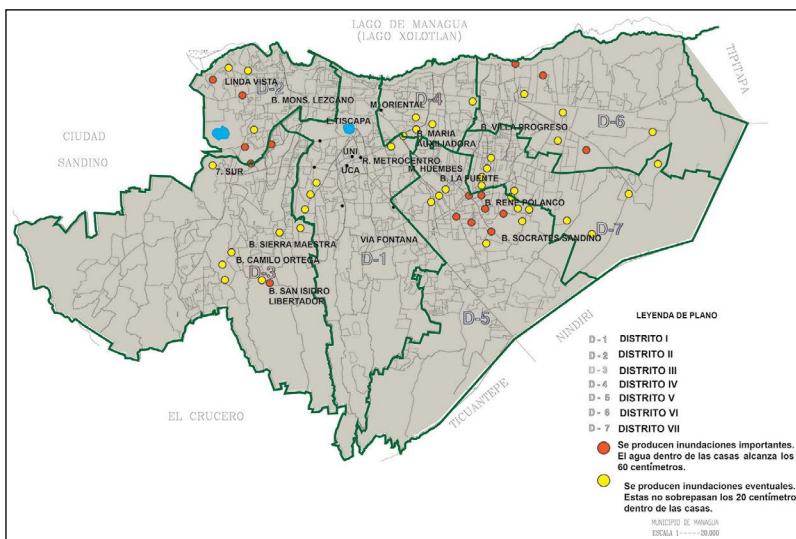 LAGO DE MANAGUA
(LAGO XOLOTLAN)
TIPITAPA
LINDA VISTA
D-2
B. MONS. LEZCANO
M. ORIENTAL
D-4
L.TISCAPA
B. MARIA
AUXILIADORA
B. VILLA PROGRESO
D-6
CIUDAD
SANDINO
UNI
UCA
R. METROCENTRO
M. HUEMBES
B. LA FUENTE
7. SUR
B. RENE POLANCO
B. SIERRA MAESTRA
VIA FONTANA
B. SOCRATES SANDINO
D-7
B. CAMILO ORTEGA
D-3
D-1
B. SAN ISIDRO
LIBERTADOR
D-5
NINDIRI
TICUANTEPE
EL CRUCERO
LEYENDA DE PLANO
D-1 DISTRITO I
D-2 DISTRITO II
D-3 DISTRITO III
D-4 DISTRITO IV
D-5 DISTRITO V
D-6 DISTRITO VI
D-7 DISTRITO VII
Se producen inundaciones importantes.
El agua dentro de las casas alcanza los
60 centímetros.
Se producen inundaciones eventuales.
Estas no sobrepasan los 20 centímetro
dentro de las casas.
MUNICIPIO DE MANAGUA
ESCALA 1-----20,000